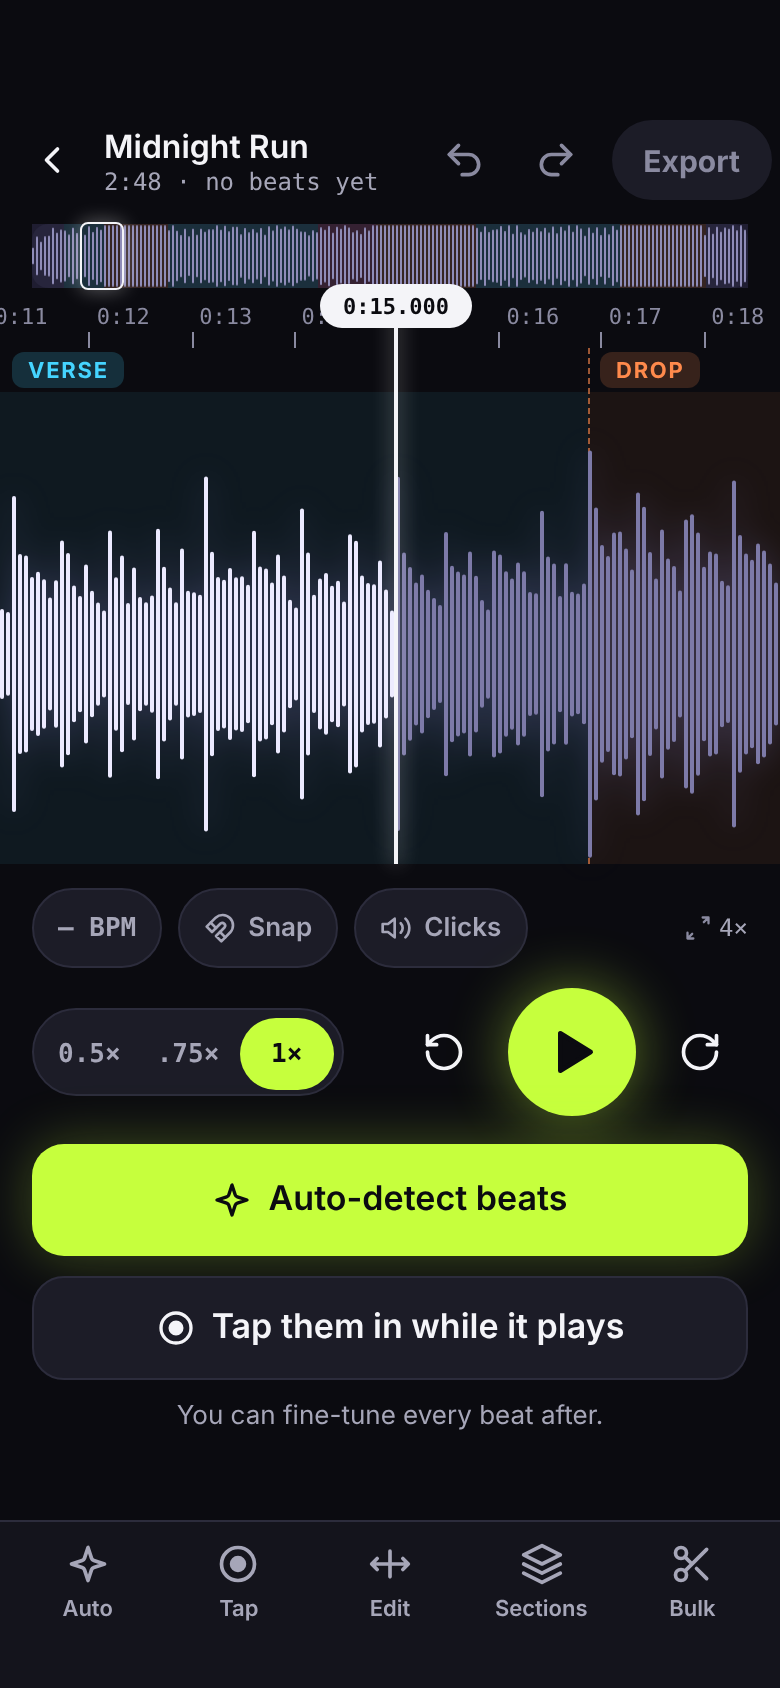 Midnight Run
2:48 · no beats yet
Export
0:11 0:12 0:13 0:15.000 0:16 0:17 0:18
VERSE DROP
– BPM Snap Clicks 4×
0.5× .75× 1×
Auto-detect beats
Tap them in while it plays
You can fine-tune every beat after.
Auto Tap Edit Sections Bulk